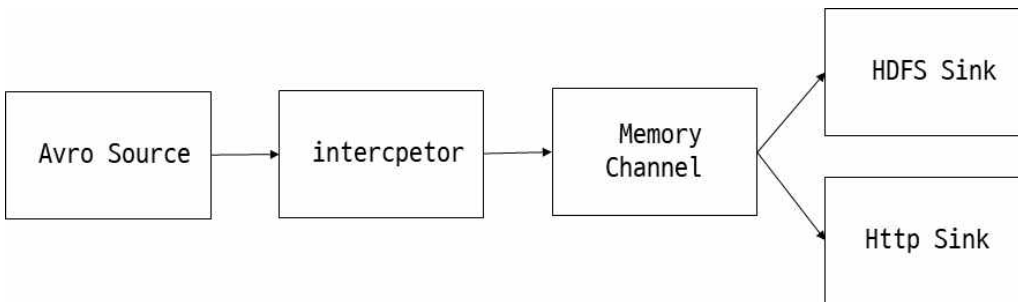 Avro Source
intercpetor
Memory
Channel
HDFS Sink
Http Sink